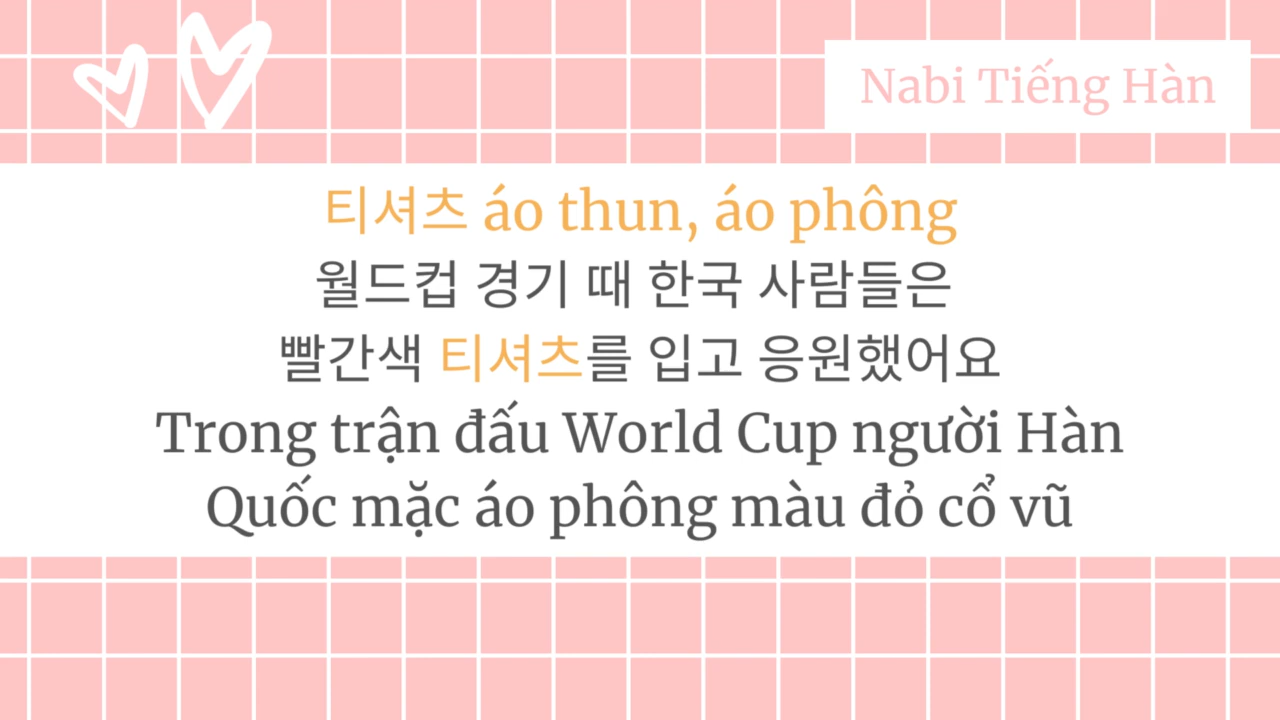 Nabi Tiếng Hàn
티셔츠 áo thun, áo phông
월드컵 경기 때 한국 사람들은
빨간색 티셔츠를 입고 응원했어요
Trong trận đấu World Cup người Hàn
Quốc mặc áo phông màu đỏ cổ vũ